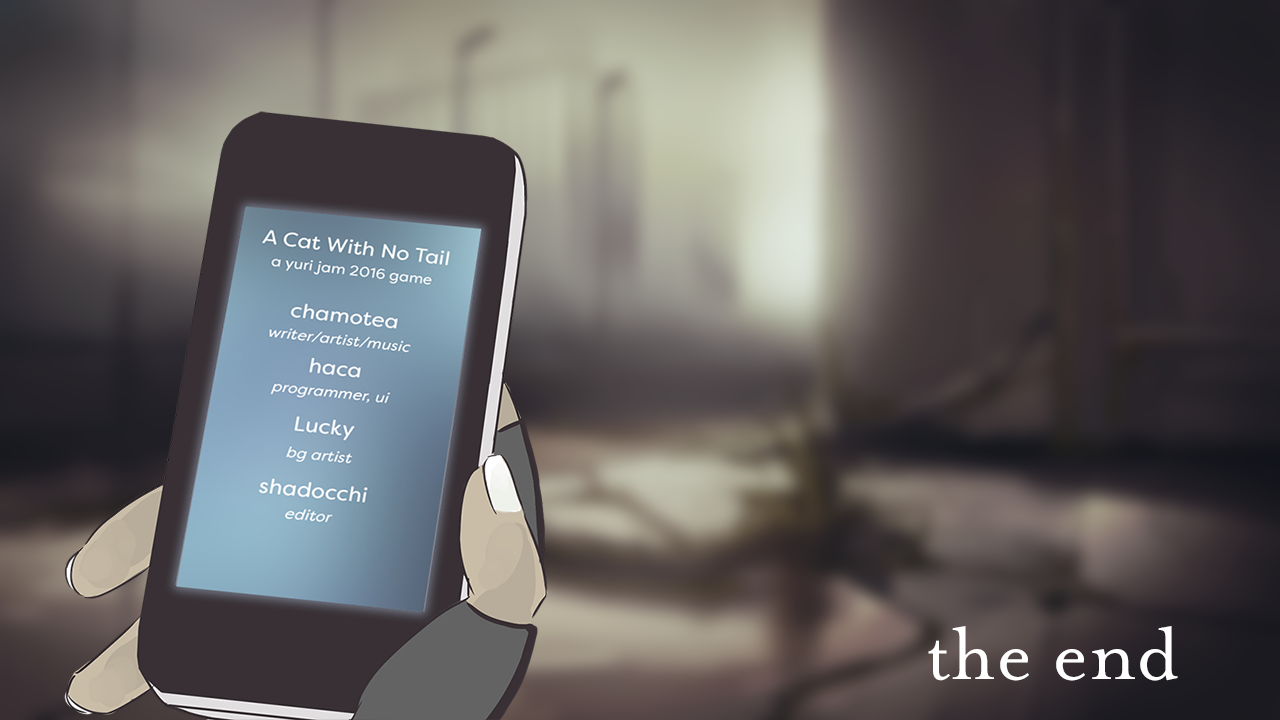 A Cat With No Tail
a yuri jam 2016 game
chamotea
writer/artist/music
haca
programmer, ui
Lucky
bg artist
shadocchi
editor
the end